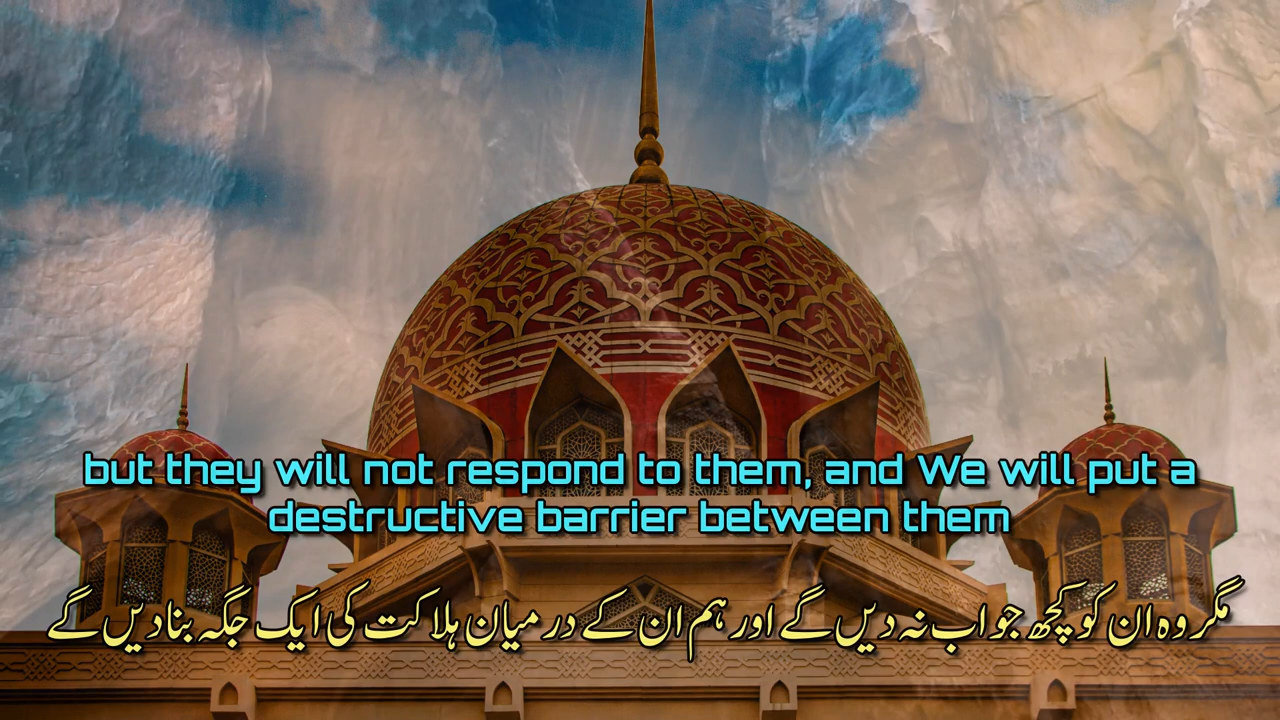 but they will not respond to them, and We will put a
destructive barrier between them
مگر وہ ان کو کچھ جواب نہ دیں گے اور ہم ان کے درمیان ہلاکت کی ایک جگہ بنا دیں گے